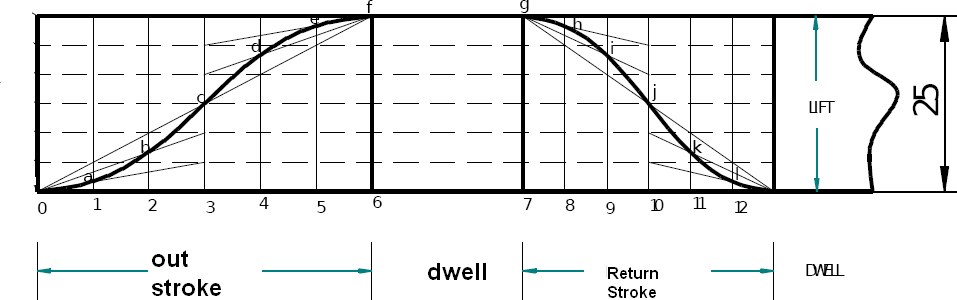 f
g
e
h
d
i
LIFT
25
c
j
b
k
a
l
0 1 2 3 4 5 6 7 8 9 10 11 12
out
stroke
dwell
Return
Stroke
DWELL